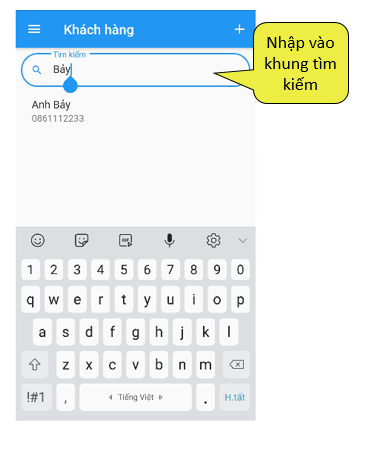 Khách hàng
Nhập vào
khung tìm
kiếm
Tìm kiếm
Bảy
Anh Bảy
0861112233
GIF
1 2 3 4 5 6 7 8 9 0
q w e r t y u i o p
a s d f g h j k l
z x c v b n m
!#1 , Tiếng Việt . H.tất